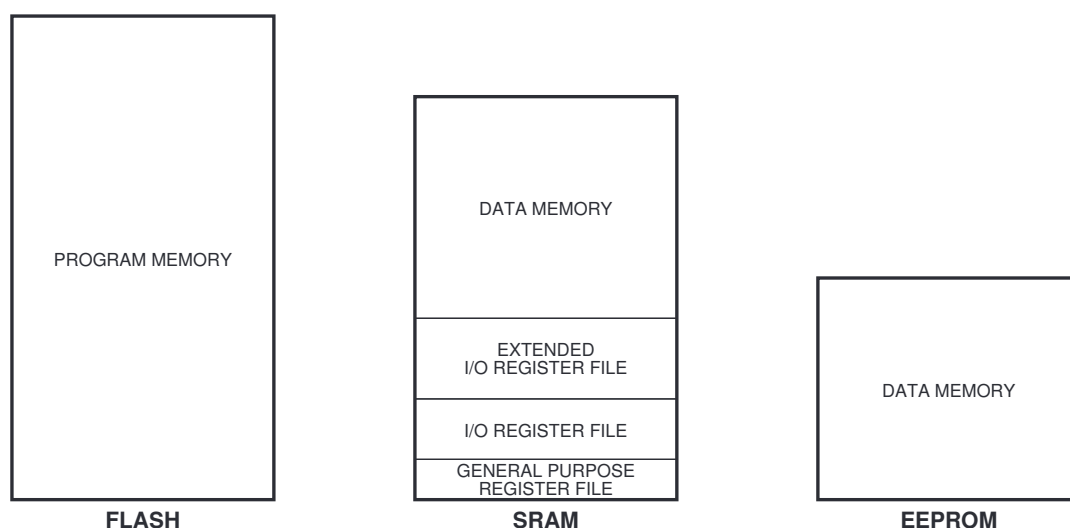 PROGRAM MEMORY
FLASH
DATA MEMORY
EXTENDED
I/O REGISTER FILE
I/O REGISTER FILE
GENERAL PURPOSE
REGISTER FILE
SRAM
DATA MEMORY
EEPROM